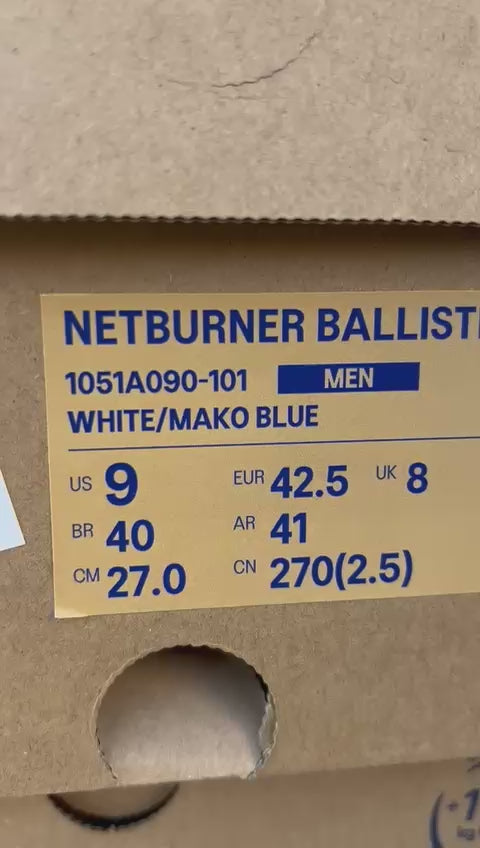 NETBURNER BALLISTI
1051A090-101 MEN
WHITE/MAKO BLUE
US 9 EUR 42.5 UK 8
BR 40 AR 41
CM 27.0 CN 270(2.5)